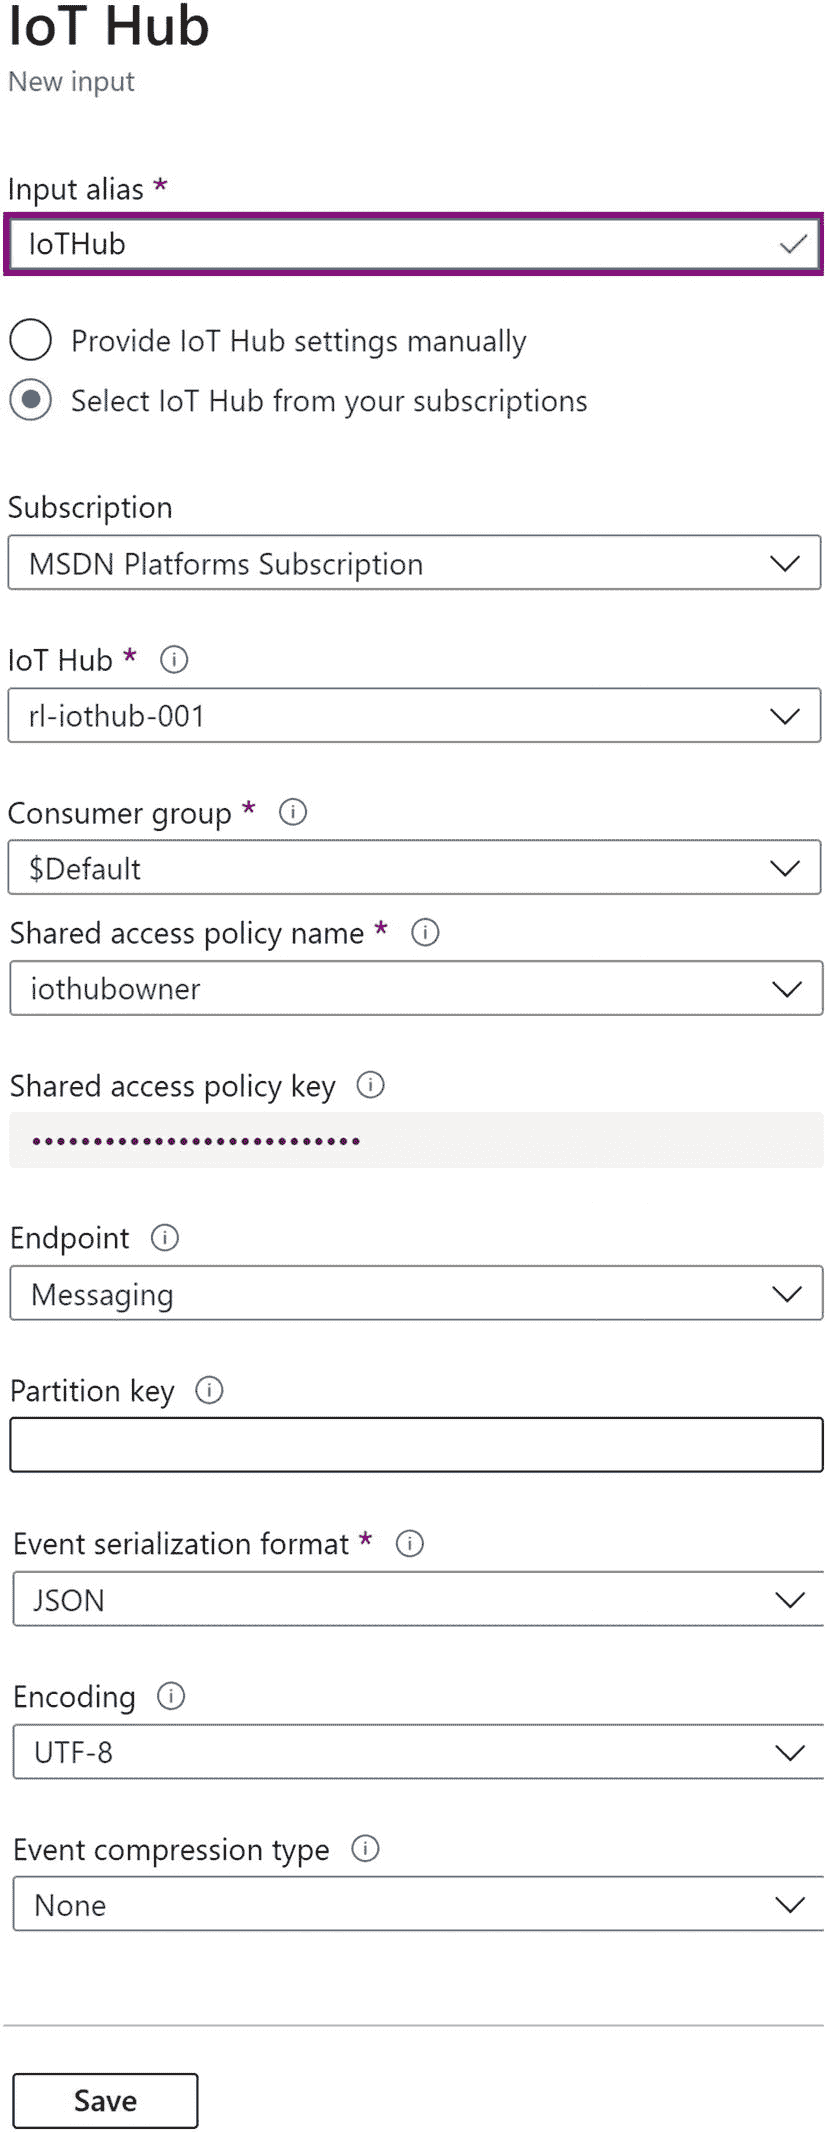 IoT Hub
New input
Input alias *
IoTHub
Provide IoT Hub settings manually
Select IoT Hub from your subscriptions
Subscription
MSDN Platforms Subscription
IoT Hub *
rl-iothub-001
Consumer group *
$Default
Shared access policy name *
iothubowner
Shared access policy key
•••••••••••••••••••••••••••
Endpoint
Messaging
Partition key
Event serialization format *
JSON
Encoding
UTF-8
Event compression type
None
Save